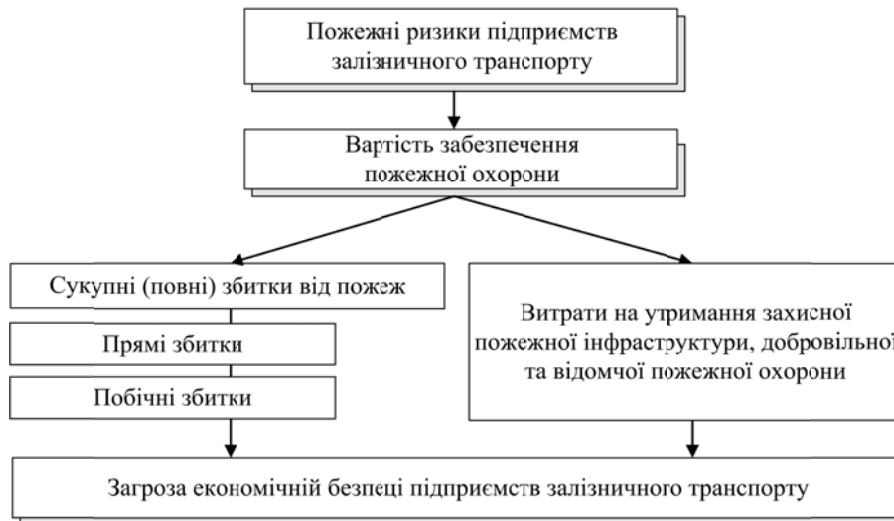 Пожежні ризики підприємств
залізничного транспорту
Вартість забезпечення
пожежної охорони
Сукупні (повні) збитки від пожеж
Прямі збитки
Побічні збитки
Витрати на утримання захисної
пожежної інфраструктури, добровільної
та відомчої пожежної охорони
Загроза економічній безпеці підприємств залізничного транспорту